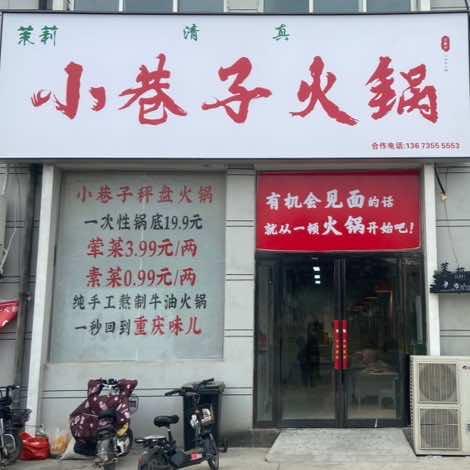 茉莉 清真
小巷子火锅
合作电话:136 7355 5553
小巷子秤盘火锅
一次性锅底19.9元
荤菜3.99元/两
素菜0.99元/两
纯手工熬制牛油火锅
一秒回到重庆味儿
有机会见面的话
就从一顿火锅开始吧!